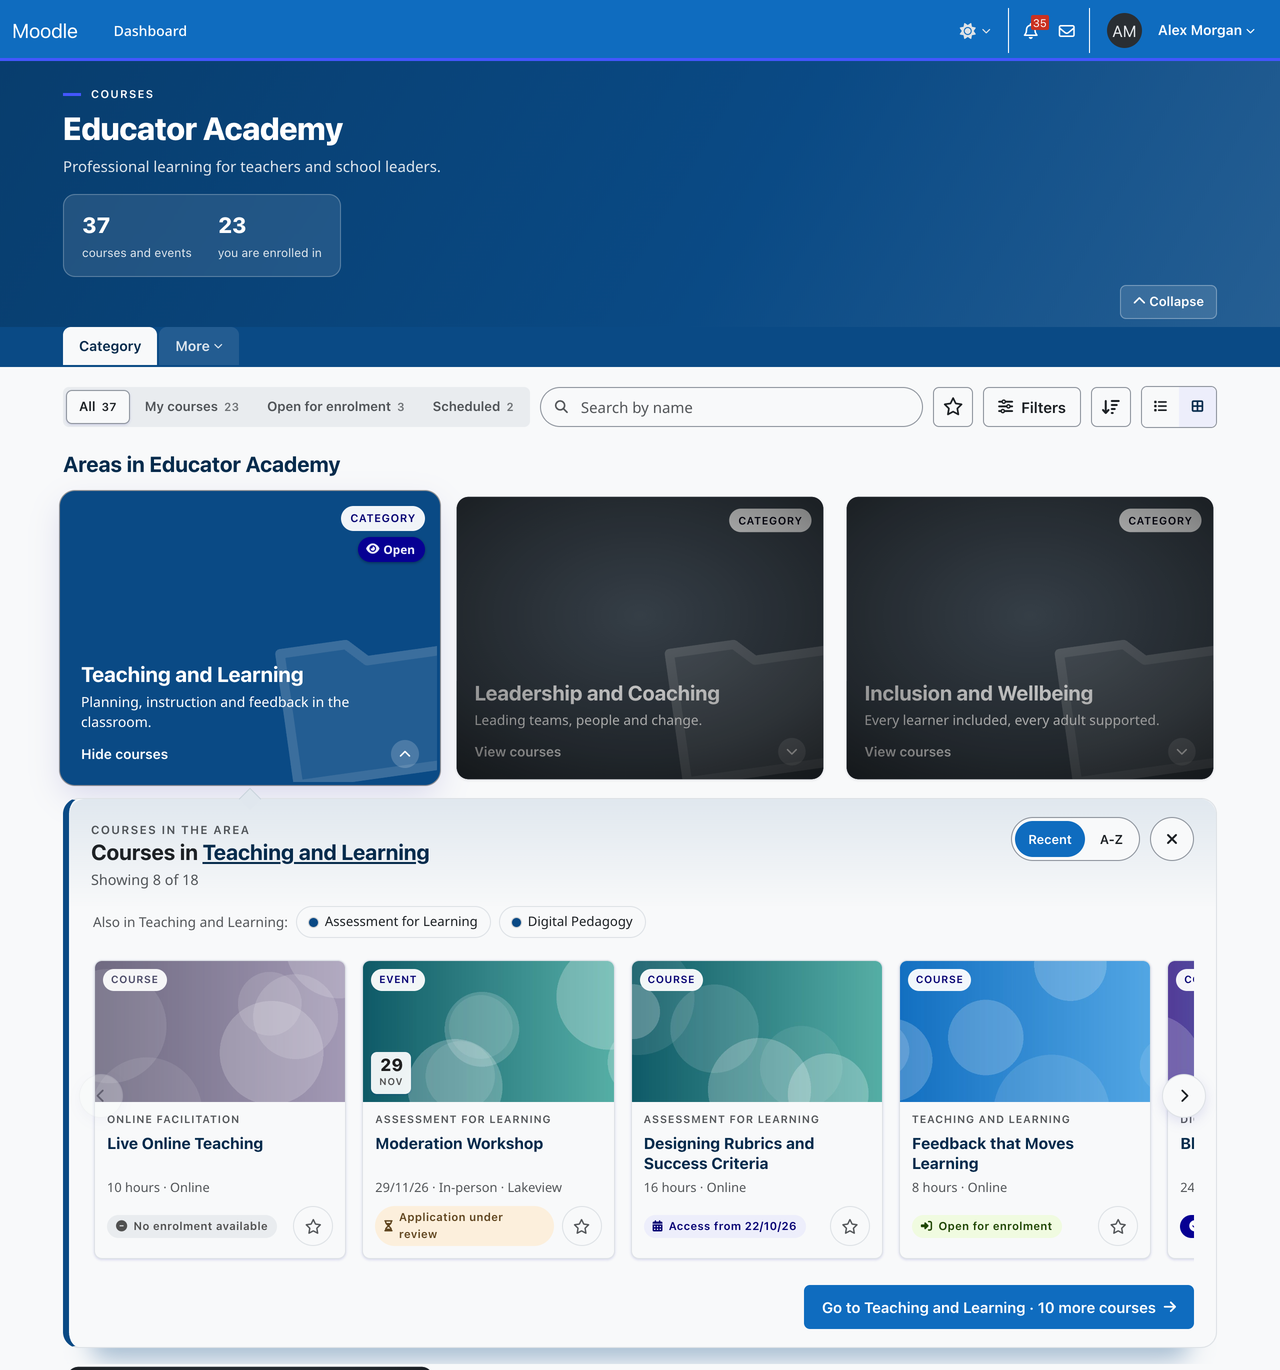 Moodle
Dashboard
35
AM
Alex Morgan
COURSES
Educator Academy
Professional learning for teachers and school leaders.
37
courses and events
23
you are enrolled in
Collapse
Category
More
All 37
My courses 23
Open for enrolment 3
Scheduled 2
Search by name
Filters
Areas in Educator Academy
CATEGORY
Open
Teaching and Learning
Planning, instruction and feedback in the
classroom.
Hide courses
CATEGORY
Leadership and Coaching
Leading teams, people and change.
View courses
CATEGORY
Inclusion and Wellbeing
Every learner included, every adult supported.
View courses
COURSES IN THE AREA
Courses in Teaching and Learning
Showing 8 of 18
Recent
A-Z
Also in Teaching and Learning:
Assessment for Learning
Digital Pedagogy
COURSE
ONLINE FACILITATION
Live Online Teaching
10 hours · Online
No enrolment available
EVENT
29
NOV
ASSESSMENT FOR LEARNING
Moderation Workshop
29/11/26 · In-person · Lakeview
Application under
review
COURSE
ASSESSMENT FOR LEARNING
Designing Rubrics and
Success Criteria
16 hours · Online
Access from 22/10/26
COURSE
TEACHING AND LEARNING
Feedback that Moves
Learning
8 hours · Online
Open for enrolment
Bl
24
Go to Teaching and Learning · 10 more courses